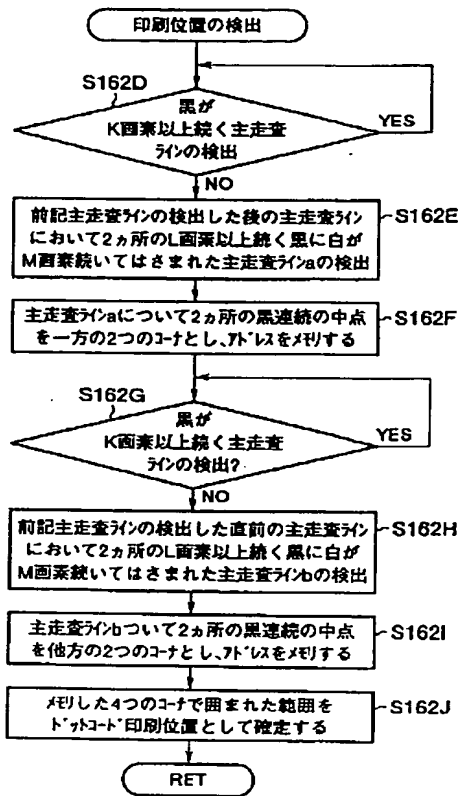 印刷位置の検出
S162D
黒が
K画素以上続く主走査
ラインの検出
YES
NO
前記主走査ラインの検出した後の主走査ライン
において2ヵ所のL画素以上続く黒に白が
M画素続いてはさまれた主走査ラインaの検出
S162E
主走査ラインaについて2ヵ所の黒連続の中点
を一方の2つのコーナとし、アドレスをメモリする
S162F
S162G
黒が
K画素以上続く主走査
ラインの検出?
YES
NO
前記主走査ラインの検出した直前の主走査ライン
において2ヵ所のL画素以上続く黒に白が
M画素続いてはさまれた主走査ラインbの検出
S162H
主走査ラインbついて2ヵ所の黒連続の中点
を他方の2つのコーナとし、アドレスをメモリする
S162I
メモリした4つのコーナで囲まれた範囲を
ドットコード印刷位置として確定する
S162J
RET